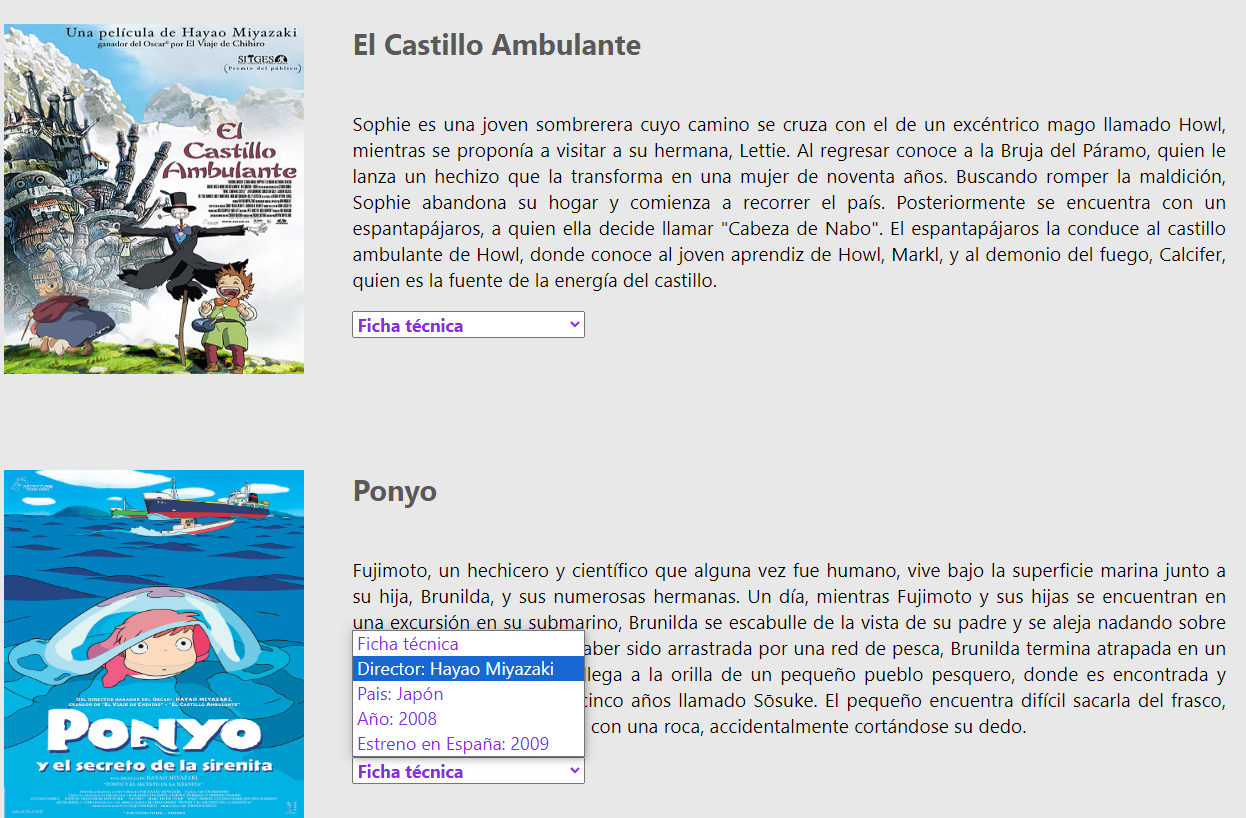 Una película de Hayao Miyazaki
ganador del Oscar® por El Viaje de Chihiro
SITGES
(Premio del público)
El
Castillo
Ambulante
El Castillo Ambulante
Sophie es una joven sombrerera cuyo camino se cruza con el de un excéntrico mago llamado Howl,
mientras se proponía a visitar a su hermana, Lettie. Al regresar conoce a la Bruja del Páramo, quien le
lanza un hechizo que la transforma en una mujer de noventa años. Buscando romper la maldición,
Sophie abandona su hogar y comienza a recorrer el país. Posteriormente se encuentra con un
espantapájaros, a quien ella decide llamar "Cabeza de Nabo". El espantapájaros la conduce al castillo
ambulante de Howl, donde conoce al joven aprendiz de Howl, Markl, y al demonio del fuego, Calcifer,
quien es la fuente de la energía del castillo.
Ficha técnica
DEL DIRECTOR GANADOR DEL OSCAR, HAYAO MIYAZAKI,
CREADOR DE "EL VIAJE DE CHIHIRO" Y "EL CASTILLO AMBULANTE"
PONYO
y el secreto de la sirenita
UNA PELÍCULA DE HAYAO MIYAZAKI
"PONYO Y EL SECRETO DE LA SIRENITA"
Ponyo
Fujimoto, un hechicero y científico que alguna vez fue humano, vive bajo la superficie marina junto a
su hija, Brunilda, y sus numerosas hermanas. Un día, mientras Fujimoto y sus hijas se encuentran en
una excursión en su submarino, Brunilda se escabulle de la vista de su padre y se aleja nadando sobre
aber sido arrastrada por una red de pesca, Brunilda termina atrapada en un
llega a la orilla de un pequeño pueblo pesquero, donde es encontrada y
cinco años llamado Sōsuke. El pequeño encuentra difícil sacarla del frasco,
con una roca, accidentalmente cortándose su dedo.
Ficha técnica
Director: Hayao Miyazaki
Pais: Japón
Año: 2008
Estreno en España: 2009
Ficha técnica